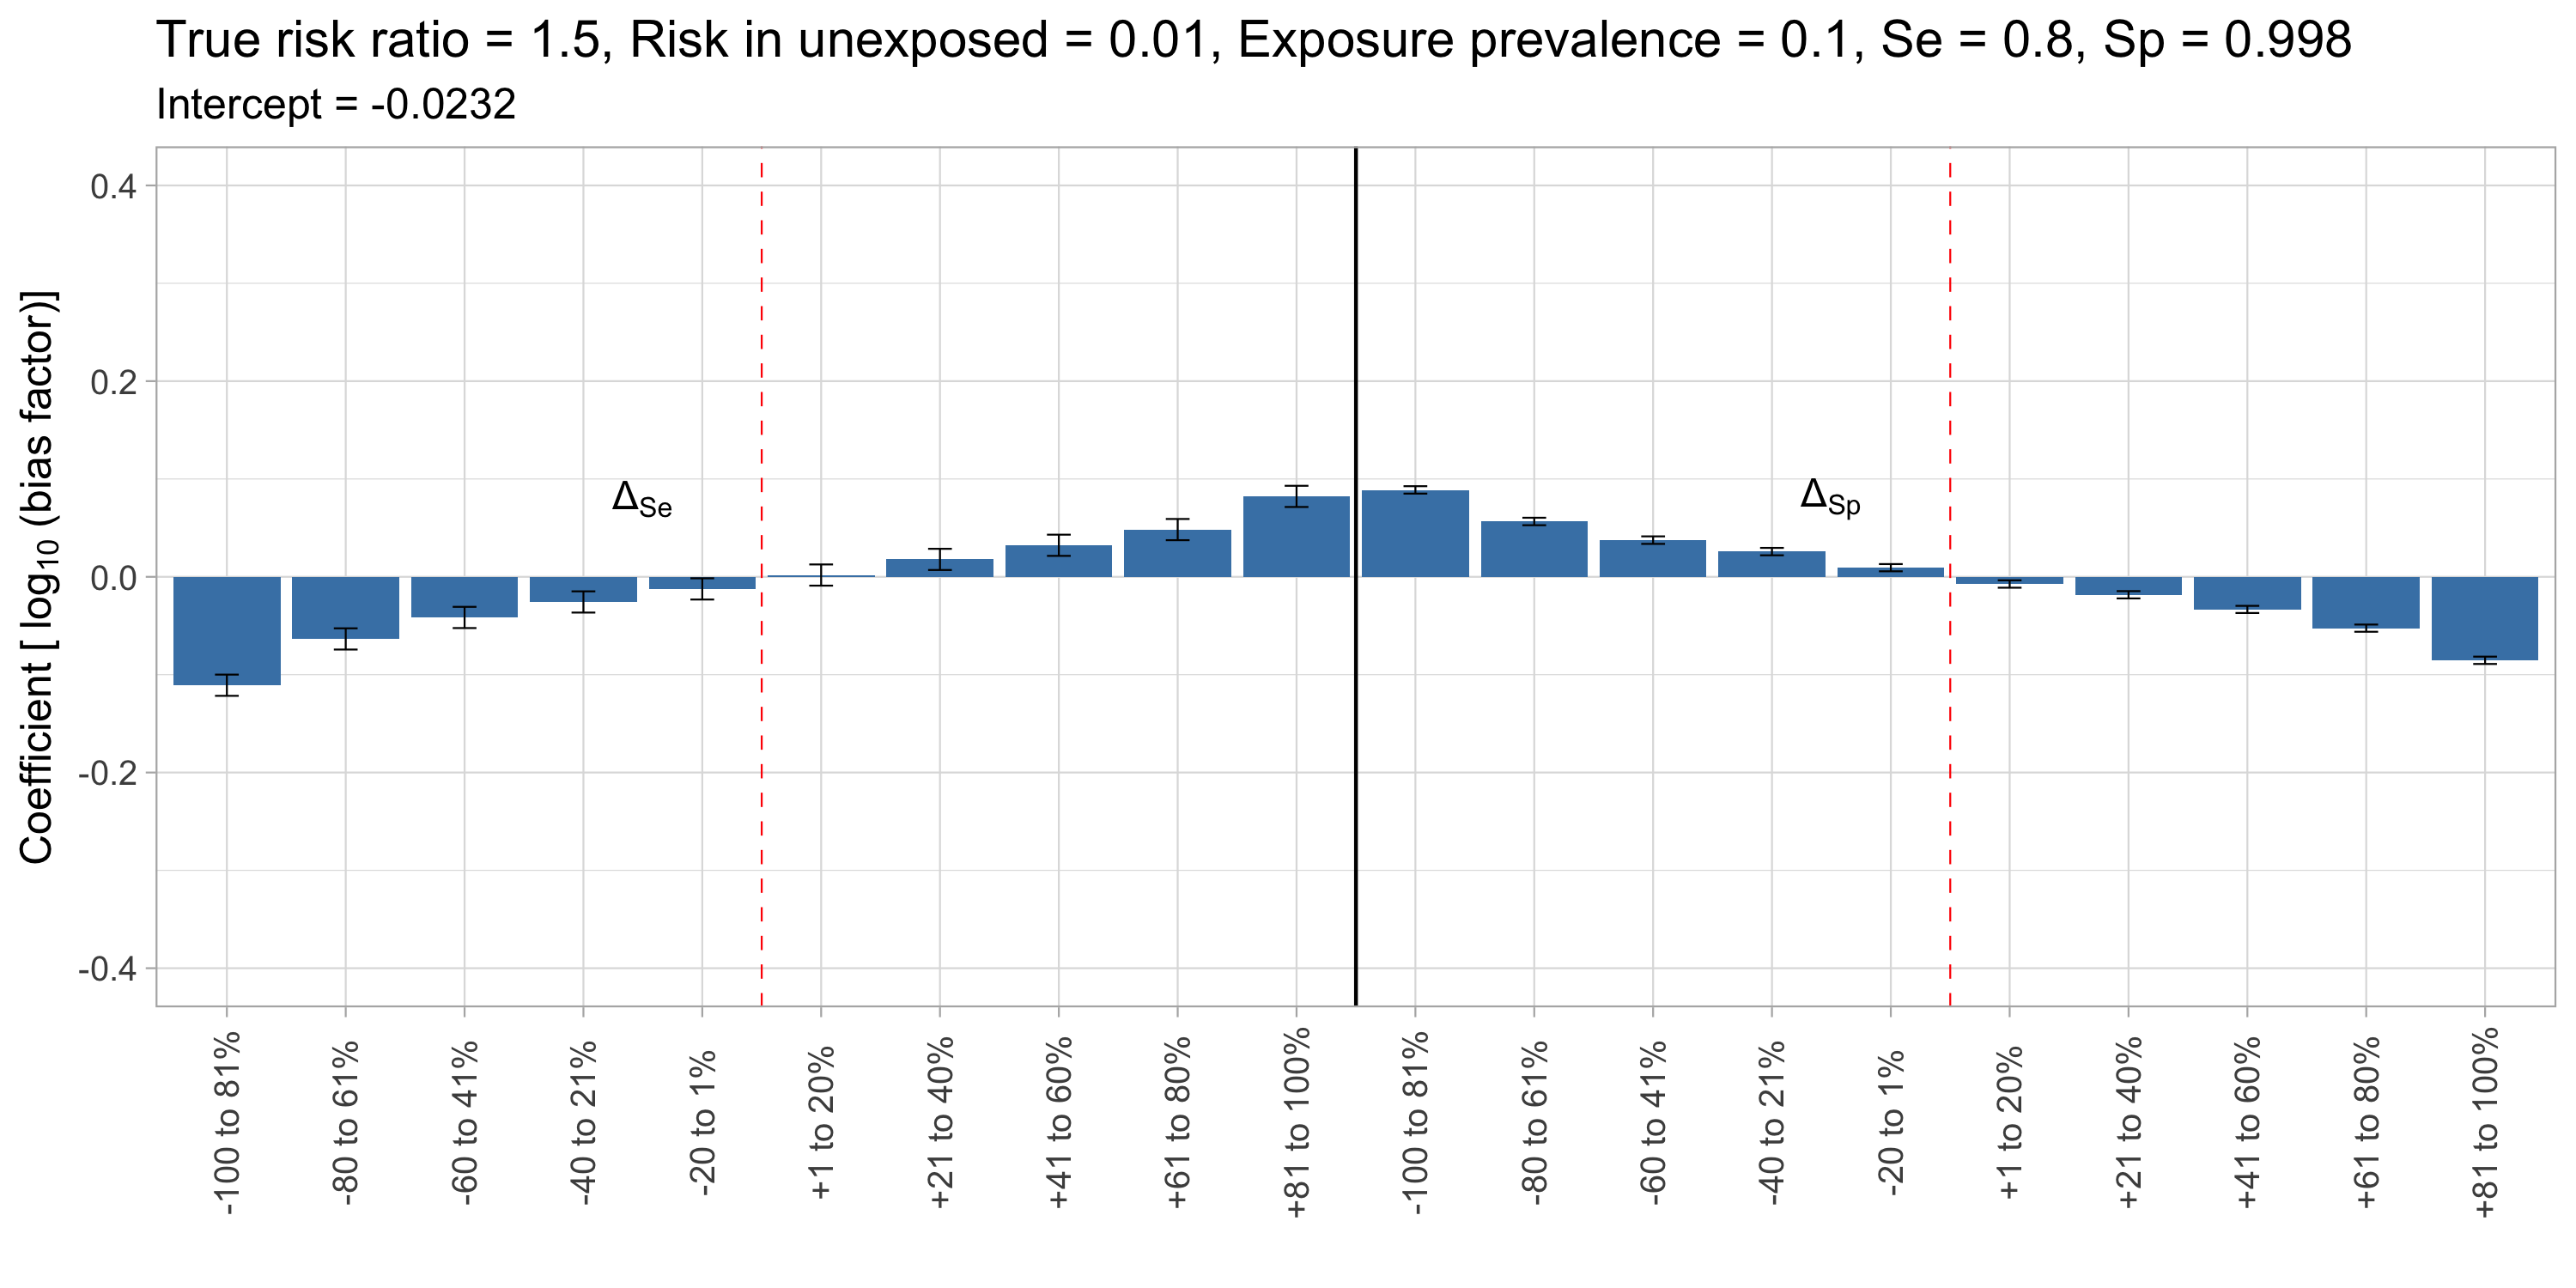 True risk ratio = 1.5, Risk in unexposed = 0.01, Exposure prevalence = 0.1, Se = 0.8, Sp = 0.998
Intercept = -0.0232
Coefficient [ log₁₀ (bias factor)]
0.4
0.2
0.0
-0.2
-0.4
Δ_Se
Δ_Sp
-100 to 81%
-80 to 61%
-60 to 41%
-40 to 21%
-20 to 1%
+1 to 20%
+21 to 40%
+41 to 60%
+61 to 80%
+81 to 100%
-100 to 81%
-80 to 61%
-60 to 41%
-40 to 21%
-20 to 1%
+1 to 20%
+21 to 40%
+41 to 60%
+61 to 80%
+81 to 100%